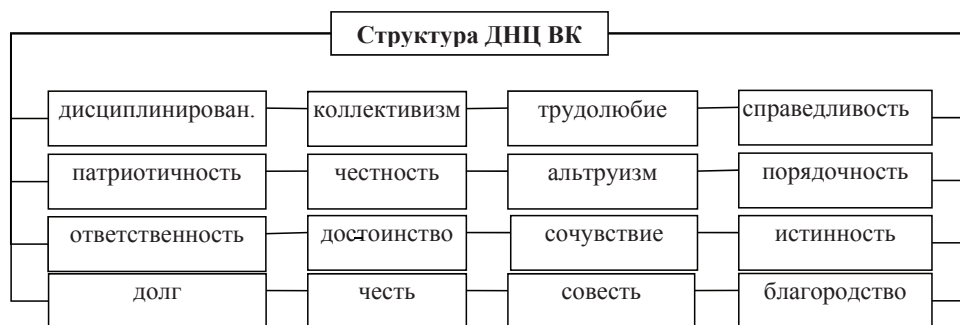 Структура ДНЦ ВК
дисциплинирован. коллективизм трудолюбие справедливость
патриотичность честность альтруизм порядочность
ответственность достоинство сочувствие истинность
долг честь совесть благородство